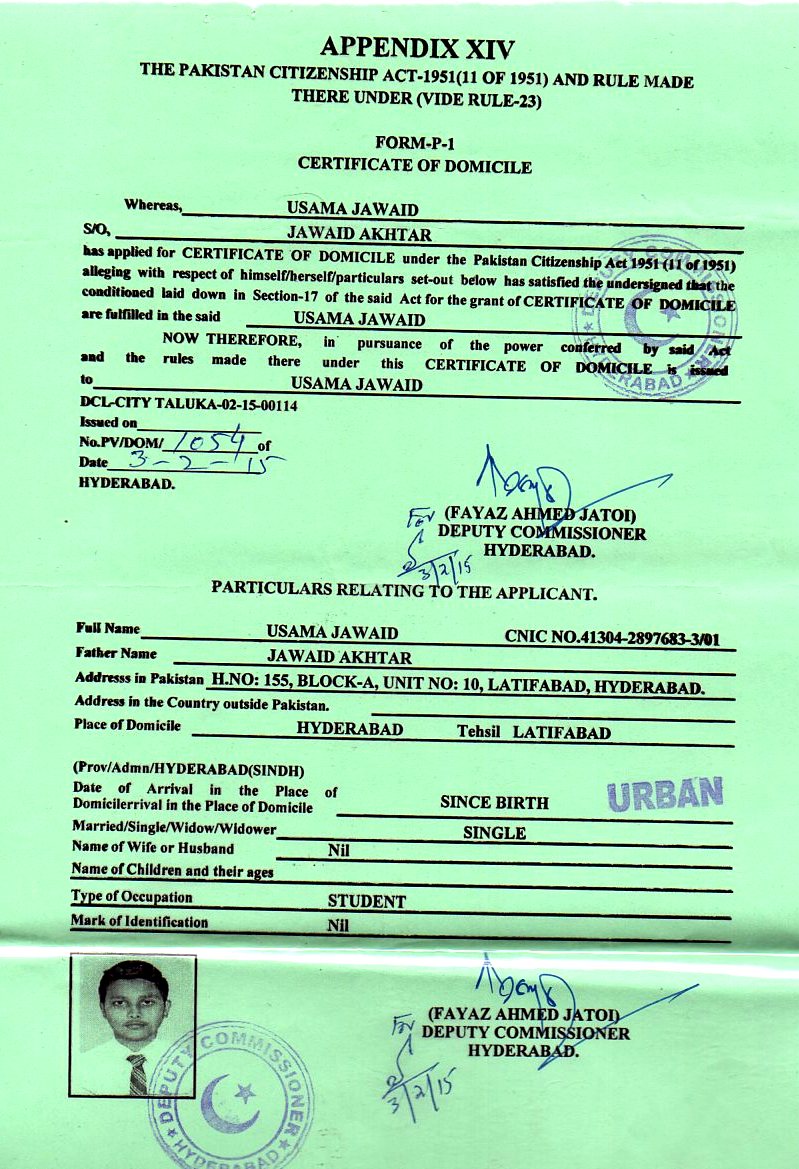 APPENDIX XIV
THE PAKISTAN CITIZENSHIP ACT-1951(11 OF 1951) AND RULE MADE
THERE UNDER (VIDE RULE-23)
FORM-P-1
CERTIFICATE OF DOMICILE
Whereas, USAMA JAWAID
S/O, JAWAID AKHTAR
has applied for CERTIFICATE OF DOMICILE under the Pakistan Citizenship Act 1951 (11 of 1951)
alleging with respect of himself/herself/particulars set-out below has satisfied the undersigned that the
conditioned laid down in Section-17 of the said Act for the grant of CERTIFICATE OF DOMICILE
are fulfilled in the said USAMA JAWAID
NOW THEREFORE, in pursuance of the power conferred by said Act
and the rules made there under this CERTIFICATE OF DOMICILE is issued
to USAMA JAWAID
DEPUTY COMMISSIONER
HYDERABAD
DCL-CITY TALUKA-02-15-00114
Issued on
No.PV/DOM/ 1054 of
Date 3-2-15
HYDERABAD.
(FAYAZ AHMED JATOI)
For DEPUTY COMMISSIONER
HYDERABAD.
3/2/15
PARTICULARS RELATING TO THE APPLICANT.
Full Name USAMA JAWAID CNIC NO.41304-2897683-3/01
Father Name JAWAID AKHTAR
Addresss in Pakistan H.NO: 155, BLOCK-A, UNIT NO: 10, LATIFABAD, HYDERABAD.
Address in the Country outside Pakistan.
Place of Domicile HYDERABAD Tehsil LATIFABAD
(Prov/Admn/HYDERABAD(SINDH)
Date of Arrival in the Place of
Domicilerrival in the Place of Domicile SINCE BIRTH
URBAN
Married/Single/Widow/Widower SINGLE
Name of Wife or Husband Nil
Name of Children and their ages
Type of Occupation STUDENT
Mark of Identification Nil
(FAYAZ AHMED JATOI)
For DEPUTY COMMISSIONER
HYDERABAD.
3/2/15
DEPUTY COMMISSIONER
HYDERABAD